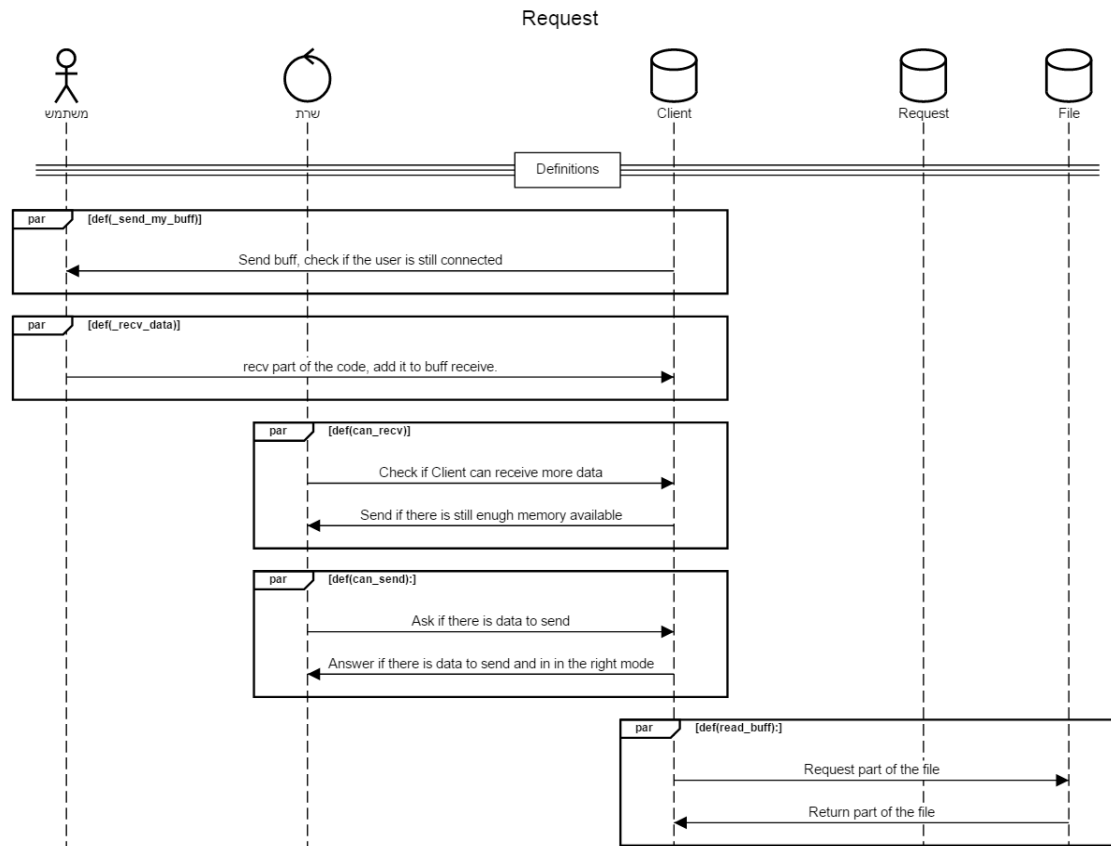 Request
משתמש
שרת
Client
Request
File
Definitions
par [def(_send_my_buff)]
Send buff, check if the user is still connected
par [def(_recv_data)]
recv part of the code, add it to buff receive.
par [def(can_recv)]
Check if Client can receive more data
Send if there is still enugh memory available
par [def(can_send):]
Ask if there is data to send
Answer if there is data to send and in in the right mode
par [def(read_buff):]
Request part of the file
Return part of the file